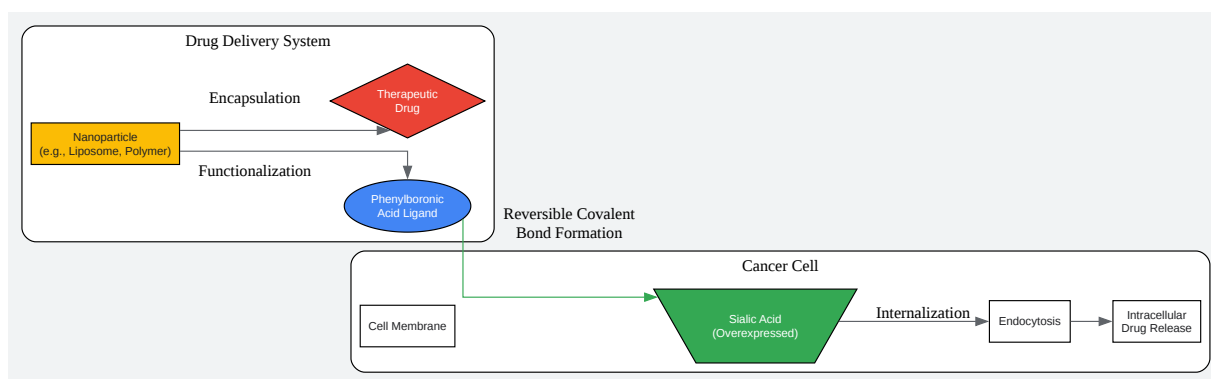 Drug Delivery System
Encapsulation
Therapeutic
Drug
Nanoparticle
(e.g., Liposome, Polymer)
Functionalization
Phenylboronic
Acid Ligand
Reversible Covalent
Bond Formation
Cancer Cell
Cell Membrane
Sialic Acid
(Overexpressed)
Internalization
Endocytosis
Intracellular
Drug Release